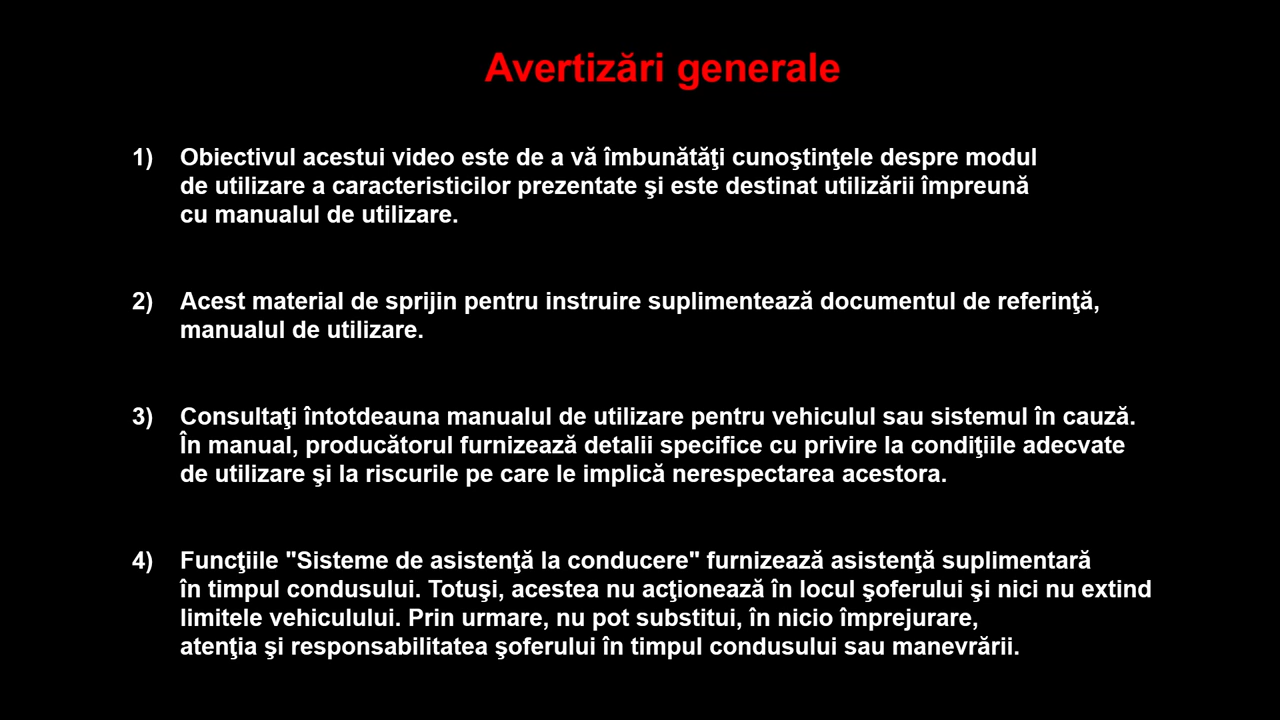 Avertizări generale
1) Obiectivul acestui video este de a vă îmbunătăţi cunoştinţele despre modul
de utilizare a caracteristicilor prezentate şi este destinat utilizării împreună
cu manualul de utilizare.
2) Acest material de sprijin pentru instruire suplimentează documentul de referinţă,
manualul de utilizare.
3) Consultaţi întotdeauna manualul de utilizare pentru vehiculul sau sistemul în cauză.
În manual, producătorul furnizează detalii specifice cu privire la condiţiile adecvate
de utilizare şi la riscurile pe care le implică nerespectarea acestora.
4) Funcţiile "Sisteme de asistenţă la conducere" furnizează asistenţă suplimentară
în timpul condusului. Totuşi, acestea nu acţionează în locul şoferului şi nici nu extind
limitele vehiculului. Prin urmare, nu pot substitui, în nicio împrejurare,
atenţia şi responsabilitatea şoferului în timpul condusului sau manevrării.